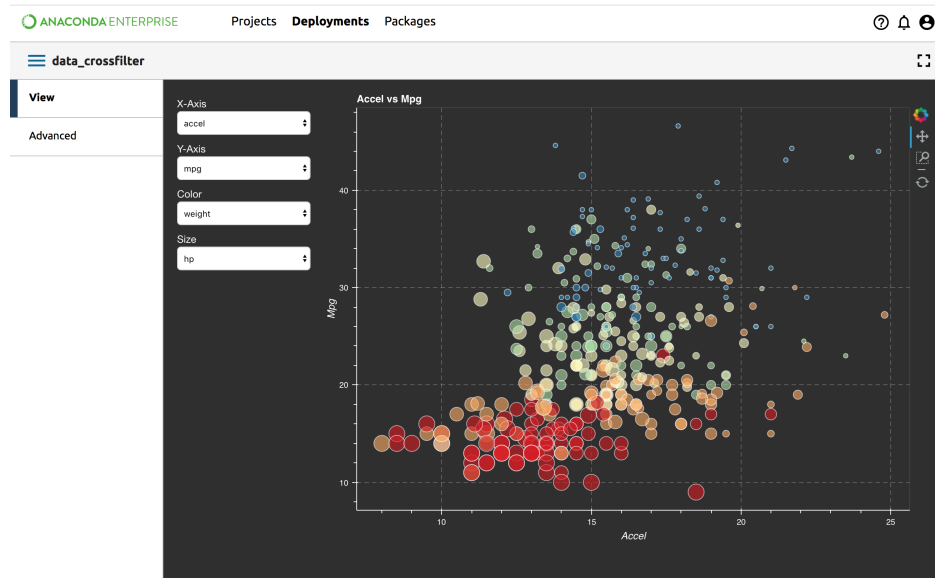 ANACONDA ENTERPRISE Projects Deployments Packages
data_crossfilter
View
Advanced
X-Axis
accel
Y-Axis
mpg
Color
weight
Size
hp
Accel vs Mpg
40
30
20
10
Mpg
10 15 20 25
Accel